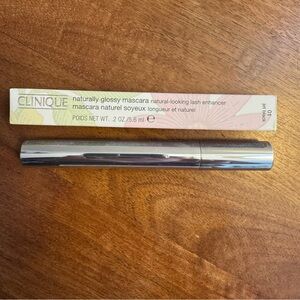 CLINIQUE
naturally glossy mascara natural-looking lash enhancer
mascara naturel soyeux longueur et naturel
POIDS NET WT. .2 OZ/5.6 ml ℮
01
jet black